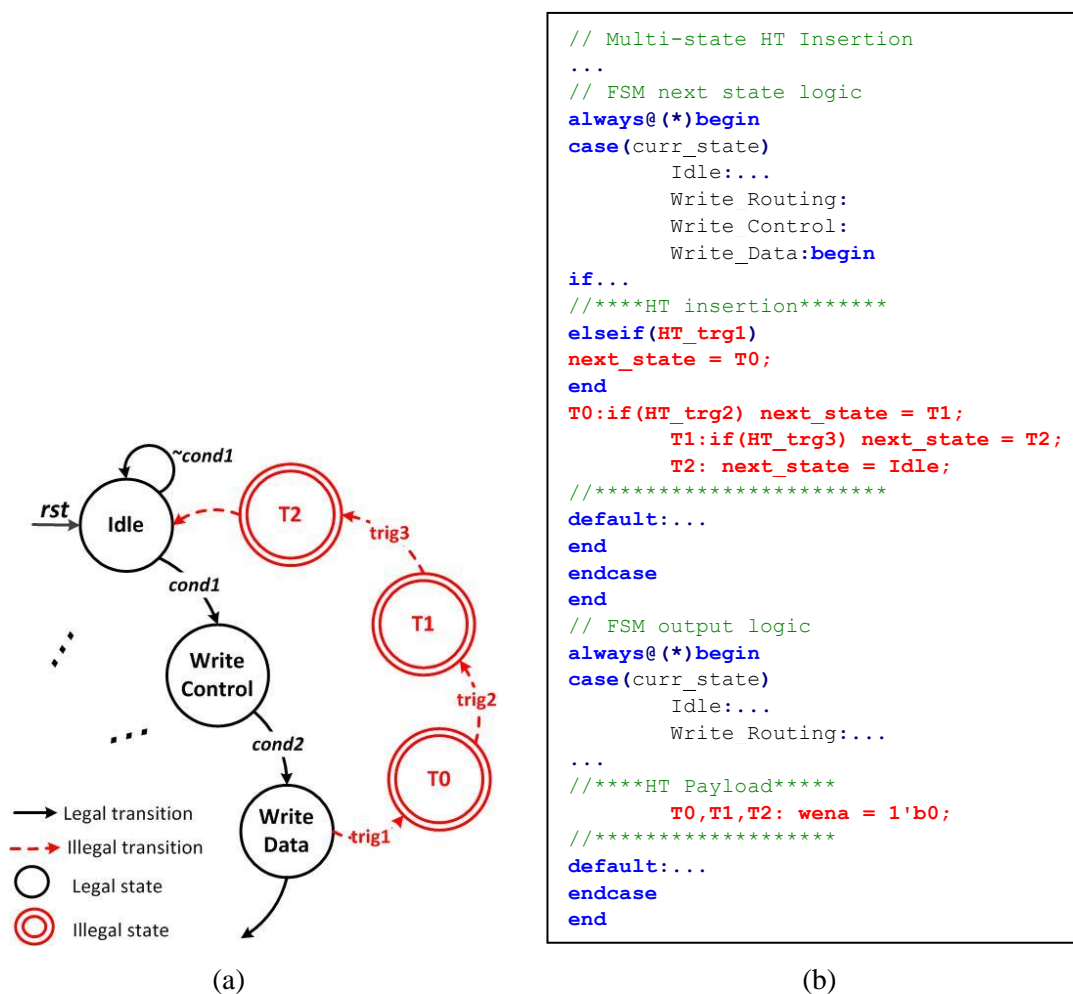 rst
Idle
~cond1
cond1
Write
Control
cond2
Write
Data
trig1
T0
trig2
T1
trig3
T2
Legal transition
Illegal transition
Legal state
Illegal state
(a)
// Multi-state HT Insertion
...
// FSM next state logic
always@(*)begin
case(curr_state)
Idle:...
Write Routing:
Write Control:
Write_Data:begin
if...
//****HT insertion*******
elseif(HT_trg1)
next_state = T0;
end
T0:if(HT_trg2) next_state = T1;
T1:if(HT_trg3) next_state = T2;
T2: next_state = Idle;
//************************
default:...
end
endcase
end
// FSM output logic
always@(*)begin
case(curr_state)
Idle:...
Write Routing:...
...
//****HT Payload*****
T0,T1,T2: wena = 1'b0;
//*******************
default:...
endcase
end
(b)